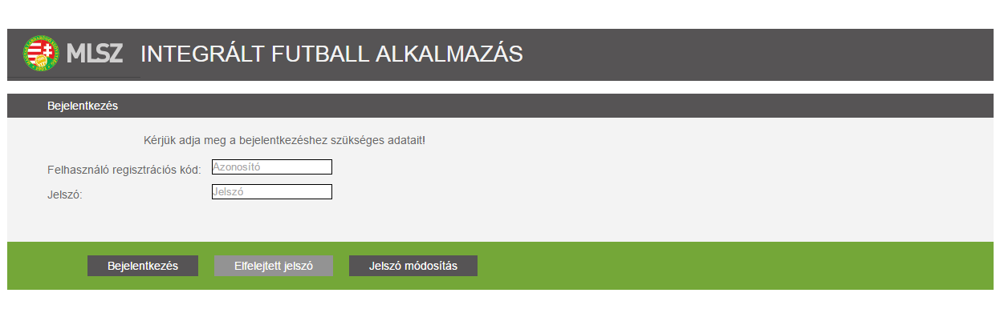 MLSZ INTEGRÁLT FUTBALL ALKALMAZÁS
Bejelentkezés
Kérjük adja meg a bejelentkezéshez szükséges adatait!
Felhasználó regisztrációs kód: Azonosító
Jelszó: Jelszó
Bejelentkezés Elfelejtett jelszó Jelszó módosítás